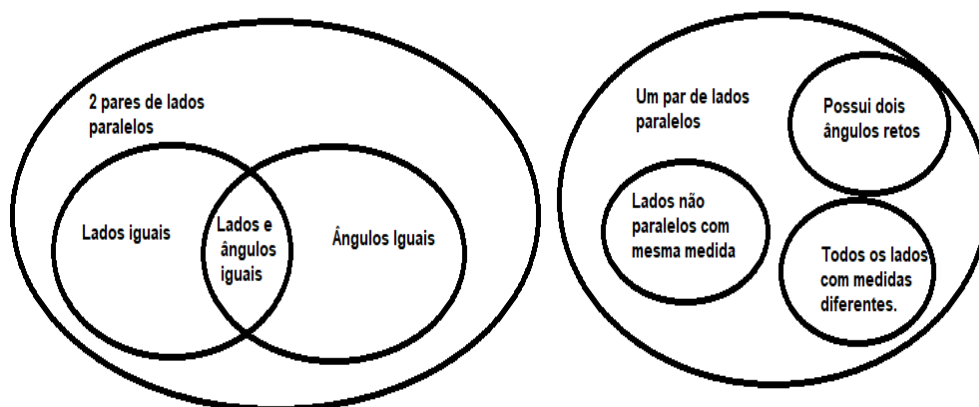 2 pares de lados
paralelos
Lados iguais
Lados e
ângulos
iguais
Ângulos Iguais
Um par de lados
paralelos
Possui dois
ângulos retos
Lados não
paralelos com
mesma medida
Todos os lados
com medidas
diferentes.